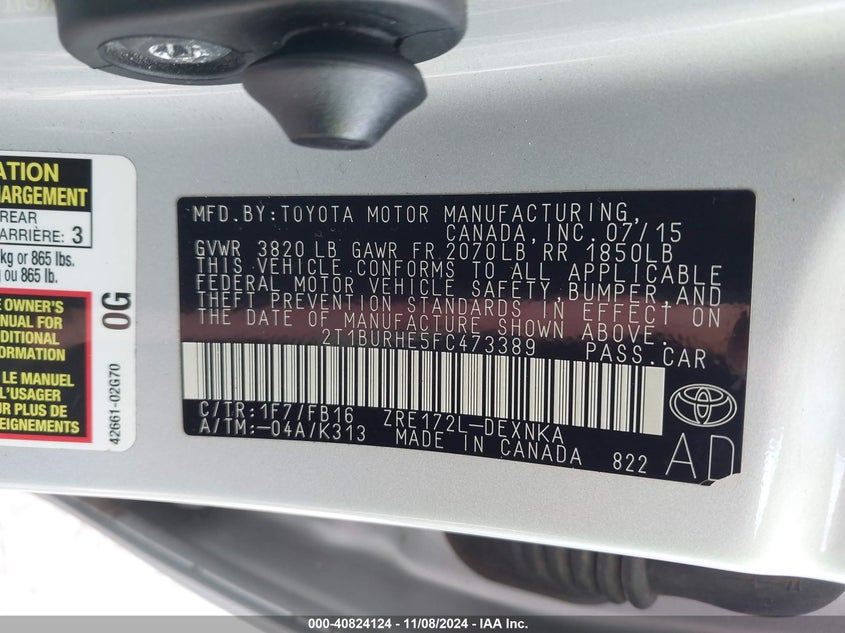 ATION
HARGEMENT
REAR
ARRIÈRE: 3
kg or 865 lbs.
ou 865 lb.
E OWNER'S
NUAL FOR
DITIONAL
RMATION
LE MANUEL
L'USAGER
UR PLUS DE
42661-02G70
0G
MFD. BY: TOYOTA MOTOR MANUFACTURING,
CANADA, INC. 07/15
GVWR 3820 LB GAWR FR 2070LB RR 1850LB
THIS VEHICLE CONFORMS TO ALL APPLICABLE
FEDERAL MOTOR VEHICLE SAFETY, BUMPER, AND
THEFT PREVENTION STANDARDS IN EFFECT ON
THE DATE OF MANUFACTURE SHOWN ABOVE.
2T1BURHE5FC473389 PASS. CAR
C/TR: 1F7/FB16 ZRE172L-DEXNKA
A/TM: -04A/K313 MADE IN CANADA 822
AD
000-40824124 - 11/08/2024 - IAA Inc.